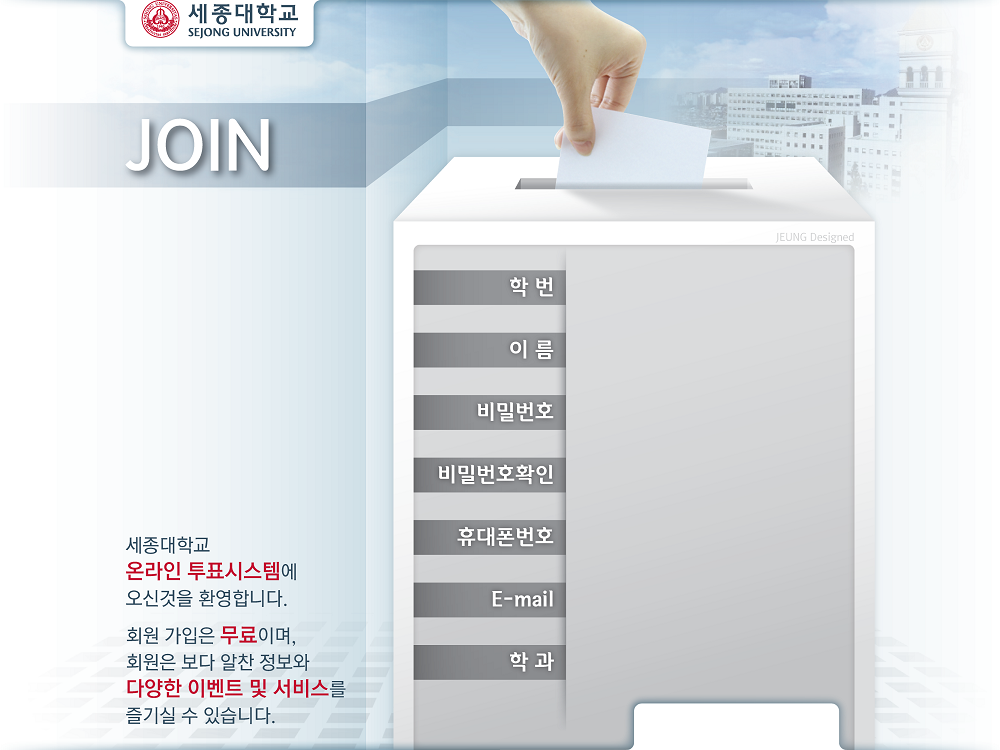 세종대학교
SEJONG UNIVERSITY
JOIN
JEUNG Designed
학 번
이 름
비밀번호
비밀번호확인
휴대폰번호
E-mail
학 과
세종대학교
온라인 투표시스템에
오신것을 환영합니다.
회원 가입은 무료이며,
회원은 보다 알찬 정보와
다양한 이벤트 및 서비스를
즐기실 수 있습니다.